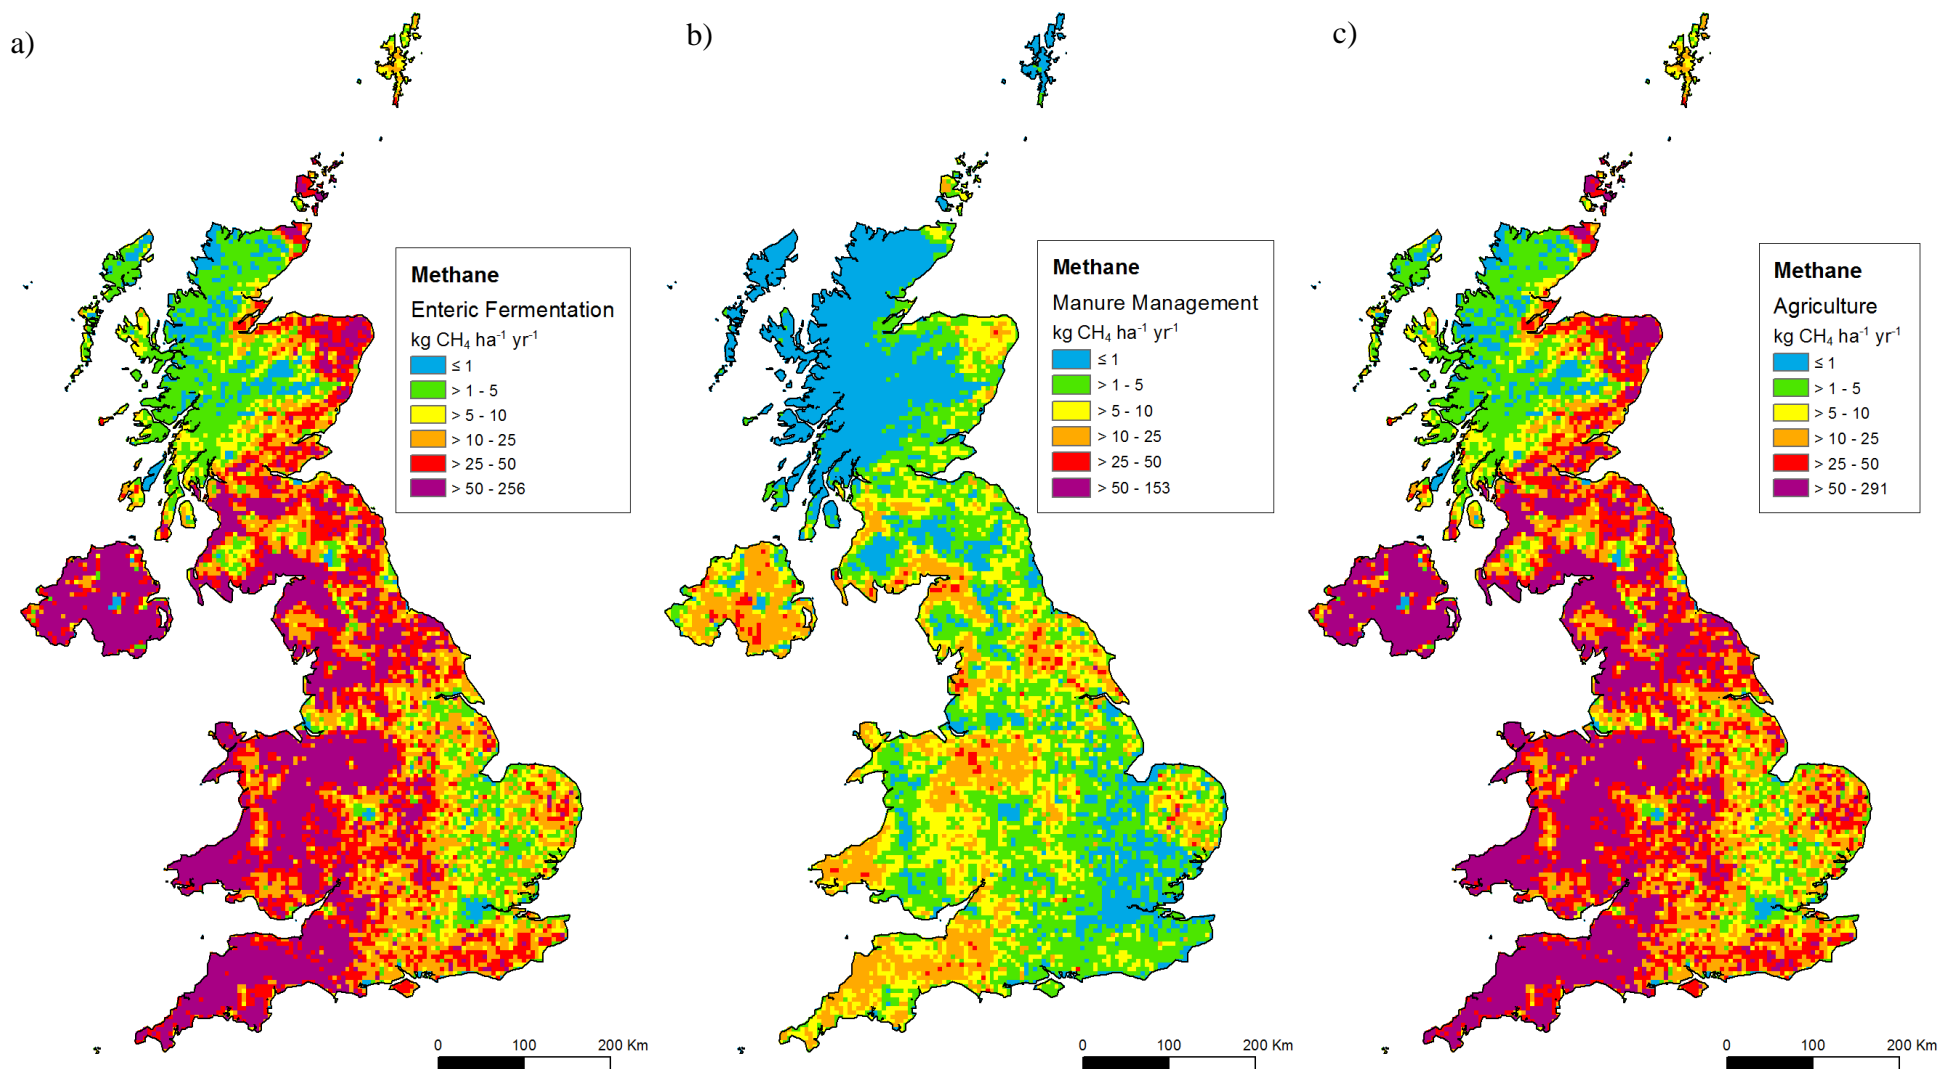 a)
Methane
Enteric Fermentation
kg CH₄ ha⁻¹ yr⁻¹
≤ 1
> 1 - 5
> 5 - 10
> 10 - 25
> 25 - 50
> 50 - 256
0 100 200 Km
b)
Methane
Manure Management
kg CH₄ ha⁻¹ yr⁻¹
≤ 1
> 1 - 5
> 5 - 10
> 10 - 25
> 25 - 50
> 50 - 153
0 100 200 Km
c)
Methane
Agriculture
kg CH₄ ha⁻¹ yr⁻¹
≤ 1
> 1 - 5
> 5 - 10
> 10 - 25
> 25 - 50
> 50 - 291
0 100 200 Km